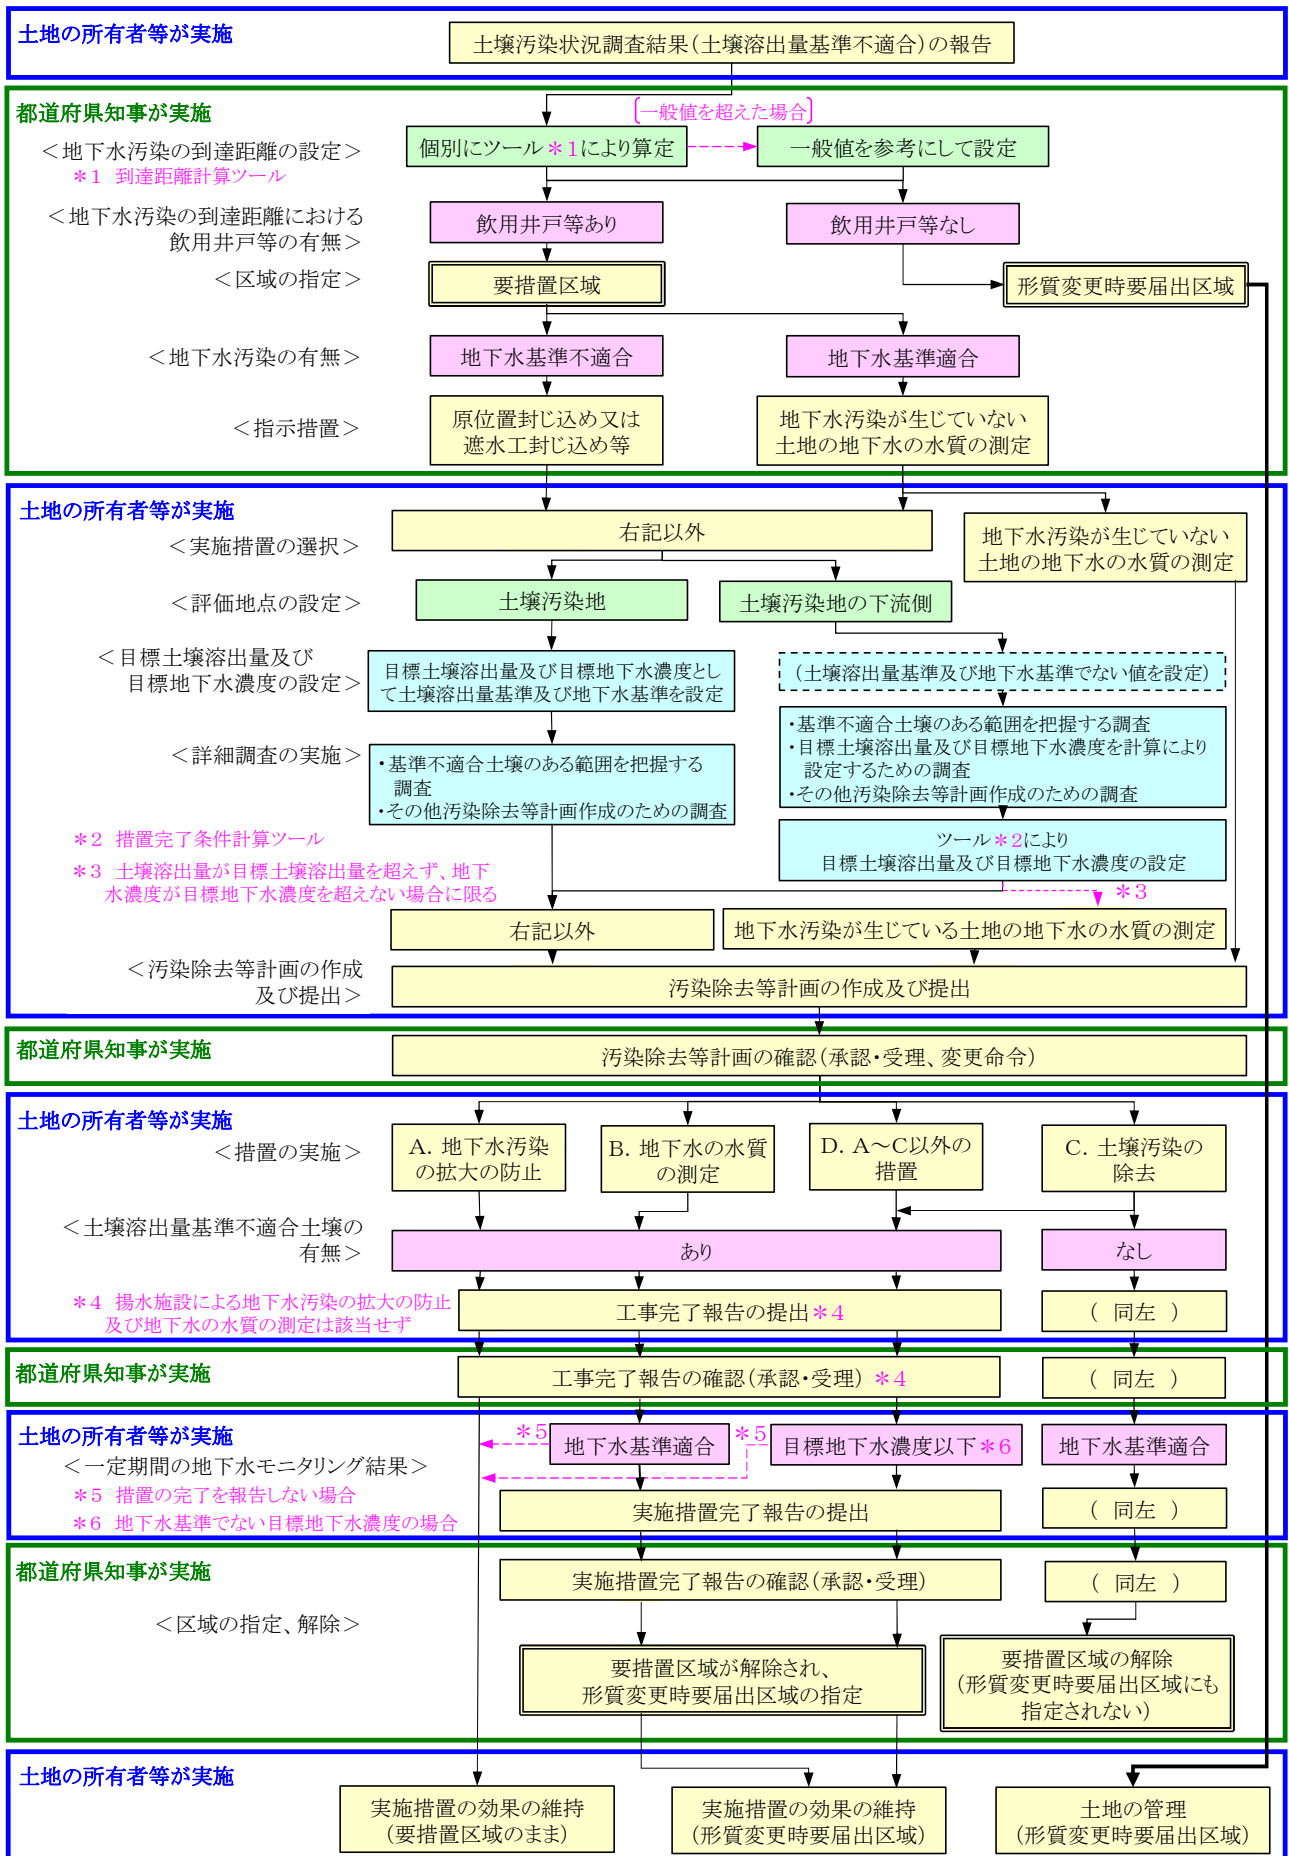 土地の所有者等が実施
土壌汚染状況調査結果（土壌溶出量基準不適合）の報告
都道府県知事が実施
［一般値を超えた場合］
＜地下水汚染の到達距離の設定＞
個別にツール＊1により算定
一般値を参考にして設定
＊1 到達距離計算ツール
＜地下水汚染の到達距離における
飲用井戸等の有無＞
飲用井戸等あり
飲用井戸等なし
＜区域の指定＞
要措置区域
形質変更時要届出区域
＜地下水汚染の有無＞
地下水基準不適合
地下水基準適合
＜指示措置＞
原位置封じ込め又は
遮水工封じ込め等
地下水汚染が生じていない
土地の地下水の水質の測定
土地の所有者等が実施
＜実施措置の選択＞
右記以外
地下水汚染が生じていない
土地の地下水の水質の測定
＜評価地点の設定＞
土壌汚染地
土壌汚染地の下流側
＜目標土壌溶出量及び
目標地下水濃度の設定＞
目標土壌溶出量及び目標地下水濃度とし
て土壌溶出量基準及び地下水基準を設定
（土壌溶出量基準及び地下水基準でない値を設定）
＜詳細調査の実施＞
・基準不適合土壌のある範囲を把握する
調査
・その他汚染除去等計画作成のための調査
・基準不適合土壌のある範囲を把握する調査
・目標土壌溶出量及び目標地下水濃度を計算により
設定するための調査
・その他汚染除去等計画作成のための調査
＊2 措置完了条件計算ツール
ツール＊2により
目標土壌溶出量及び目標地下水濃度の設定
＊3 土壌溶出量が目標土壌溶出量を超えず、地下
水濃度が目標地下水濃度を超えない場合に限る
＊3
右記以外
地下水汚染が生じている土地の地下水の水質の測定
＜汚染除去等計画の作成
及び提出＞
汚染除去等計画の作成及び提出
都道府県知事が実施
汚染除去等計画の確認（承認・受理、変更命令）
土地の所有者等が実施
＜措置の実施＞
A. 地下水汚染
の拡大の防止
B. 地下水の水質
の測定
D. A～C以外の
措置
C. 土壌汚染の
除去
＜土壌溶出量基準不適合土壌の
有無＞
あり
なし
＊4 揚水施設による地下水汚染の拡大の防止
及び地下水の水質の測定は該当せず
工事完了報告の提出＊4
（ 同左 ）
都道府県知事が実施
工事完了報告の確認（承認・受理） ＊4
（ 同左 ）
土地の所有者等が実施
＊5
地下水基準適合
＊5
目標地下水濃度以下＊6
地下水基準適合
＜一定期間の地下水モニタリング結果＞
＊5 措置の完了を報告しない場合
＊6 地下水基準でない目標地下水濃度の場合
実施措置完了報告の提出
（ 同左 ）
都道府県知事が実施
実施措置完了報告の確認（承認・受理）
（ 同左 ）
＜区域の指定、解除＞
要措置区域が解除され、
形質変更時要届出区域の指定
要措置区域の解除
（形質変更時要届出区域にも
指定されない）
土地の所有者等が実施
実施措置の効果の維持
（要措置区域のまま）
実施措置の効果の維持
（形質変更時要届出区域）
土地の管理
（形質変更時要届出区域）